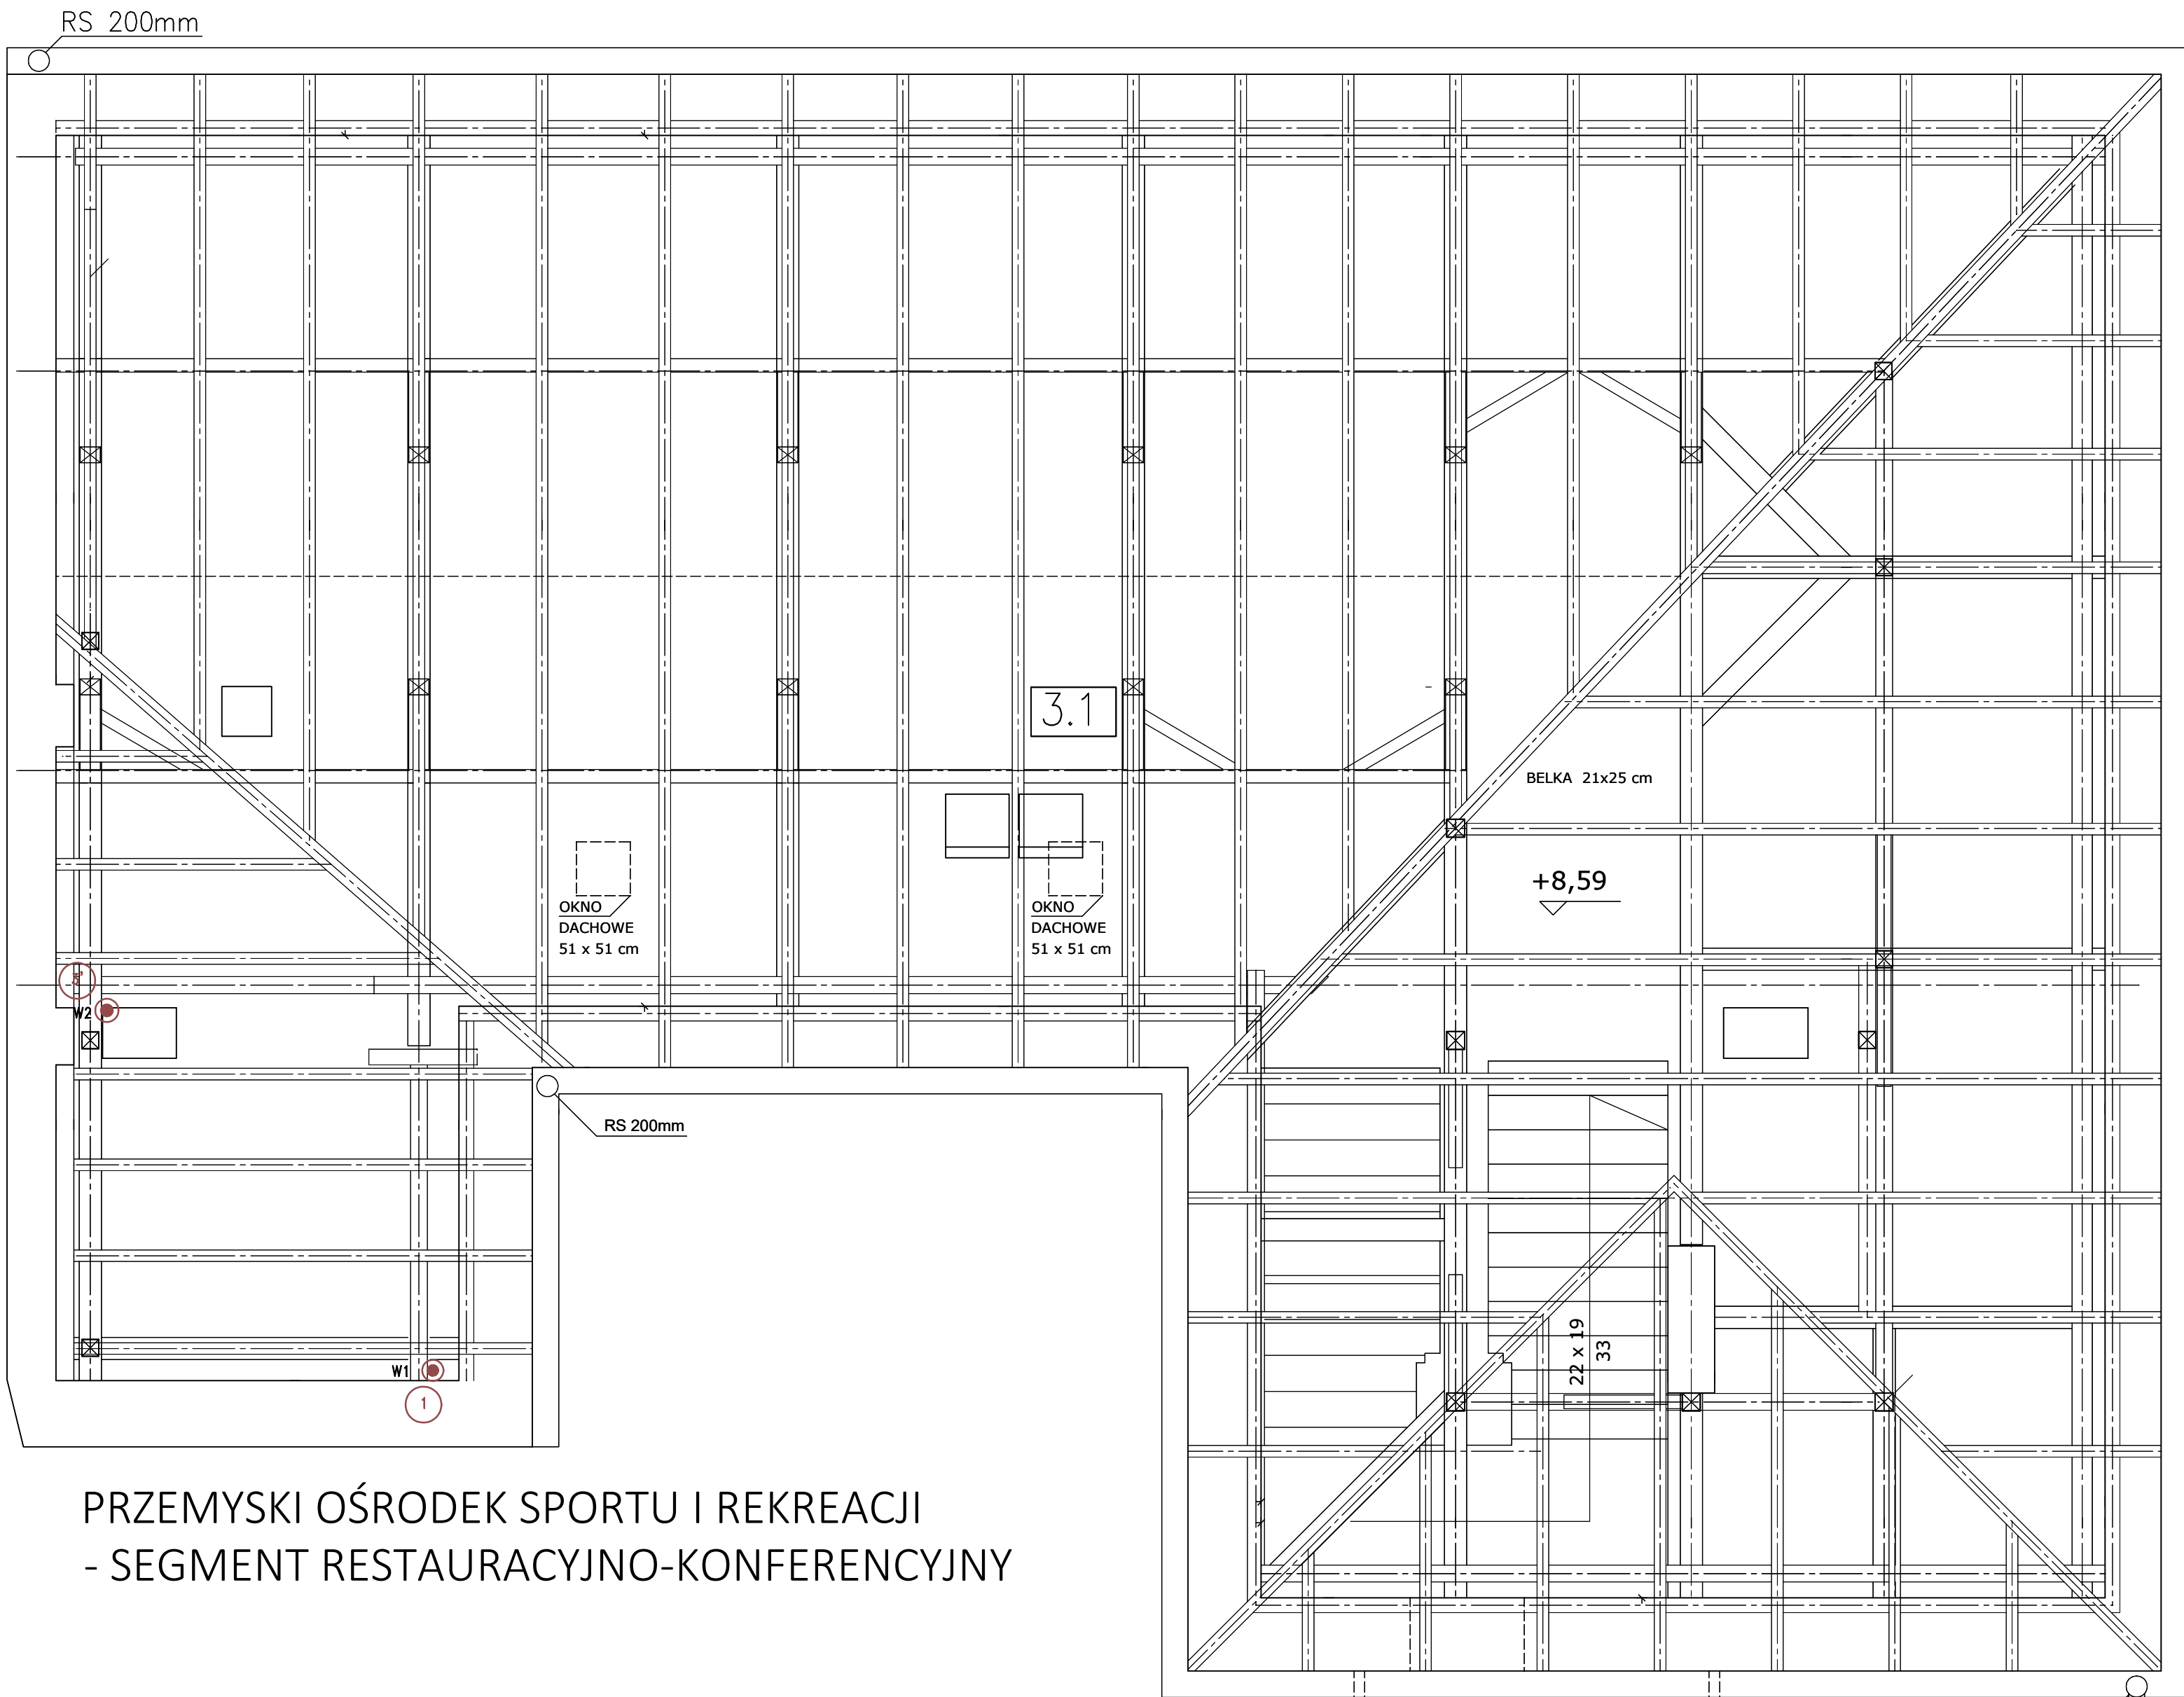 RS 200mm
3.1
BELKA 21x25 cm
+8,59
OKNO
DACHOWE
51 x 51 cm
OKNO
DACHOWE
51 x 51 cm
W2
RS 200mm
22 x 19
33
W1
1
PRZEMYSKI OŚRODEK SPORTU I REKREACJI
- SEGMENT RESTAURACYJNO-KONFERENCYJNY